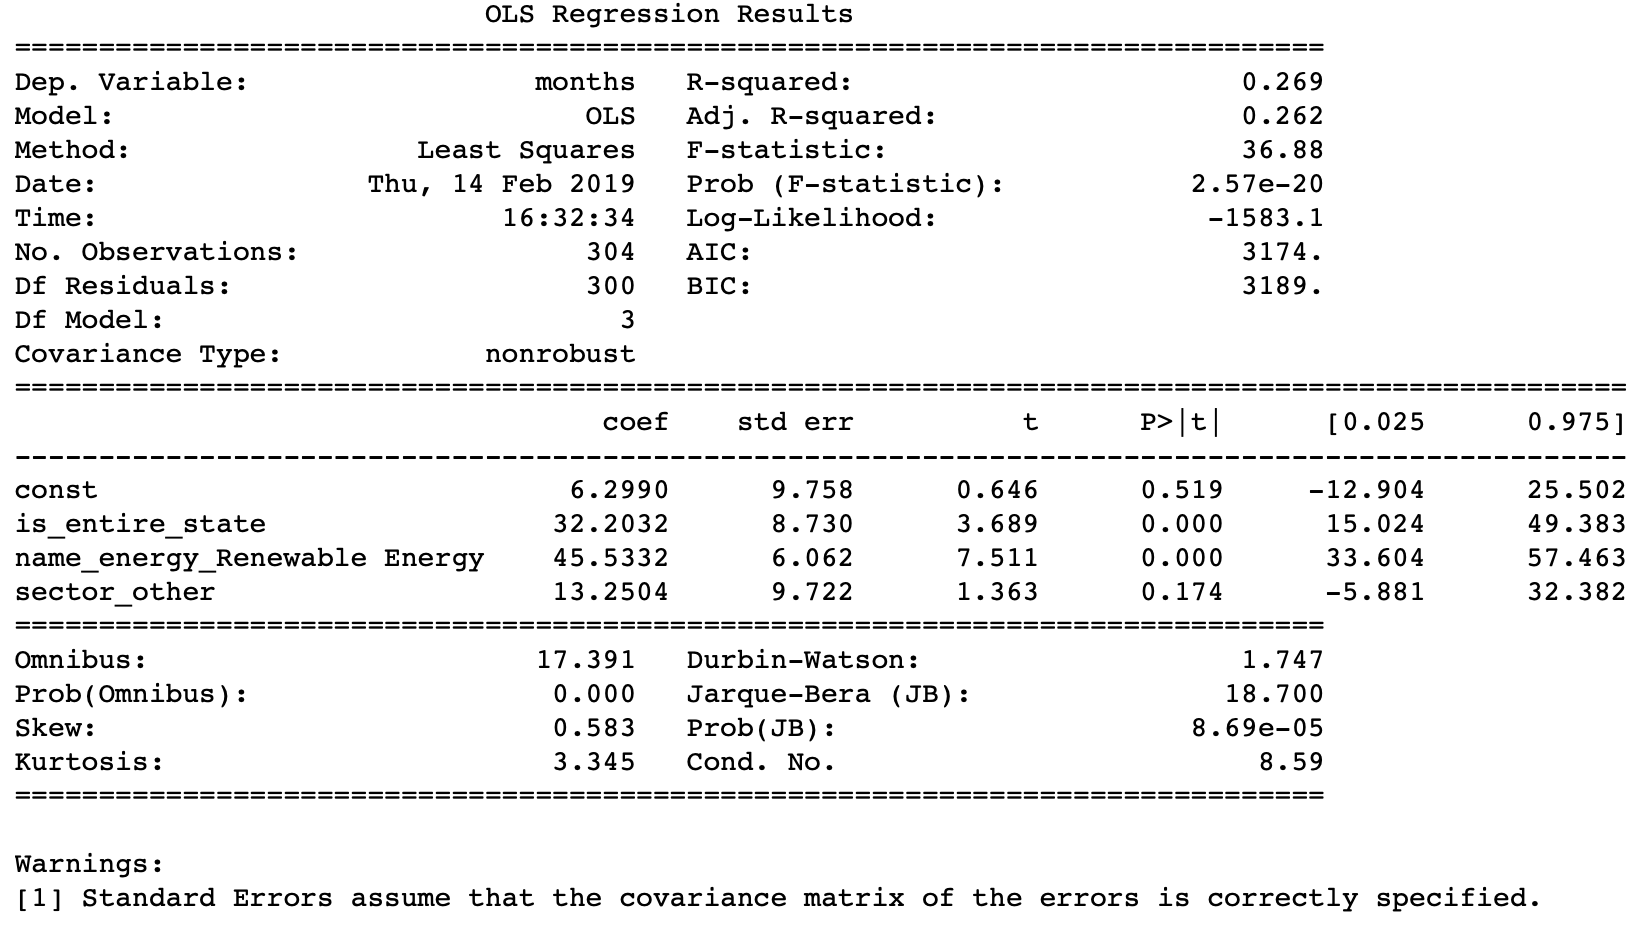 OLS Regression Results
==============================================================================
Dep. Variable:                 months   R-squared:                       0.269
Model:                            OLS   Adj. R-squared:                  0.262
Method:                 Least Squares   F-statistic:                     36.88
Date:                Thu, 14 Feb 2019   Prob (F-statistic):           2.57e-20
Time:                        16:32:34   Log-Likelihood:                -1583.1
No. Observations:                 304   AIC:                             3174.
Df Residuals:                     300   BIC:                             3189.
Df Model:                           3
Covariance Type:            nonrobust
================================================================================================
                                   coef    std err          t      P>|t|      [0.025      0.975]
------------------------------------------------------------------------------------------------
const                            6.2990      9.758      0.646      0.519     -12.904      25.502
is_entire_state                 32.2032      8.730      3.689      0.000      15.024      49.383
name_energy_Renewable Energy    45.5332      6.062      7.511      0.000      33.604      57.463
sector_other                    13.2504      9.722      1.363      0.174      -5.881      32.382
==============================================================================
Omnibus:                       17.391   Durbin-Watson:                   1.747
Prob(Omnibus):                  0.000   Jarque-Bera (JB):               18.700
Skew:                           0.583   Prob(JB):                     8.69e-05
Kurtosis:                       3.345   Cond. No.                         8.59
==============================================================================
Warnings:
[1] Standard Errors assume that the covariance matrix of the errors is correctly specified.